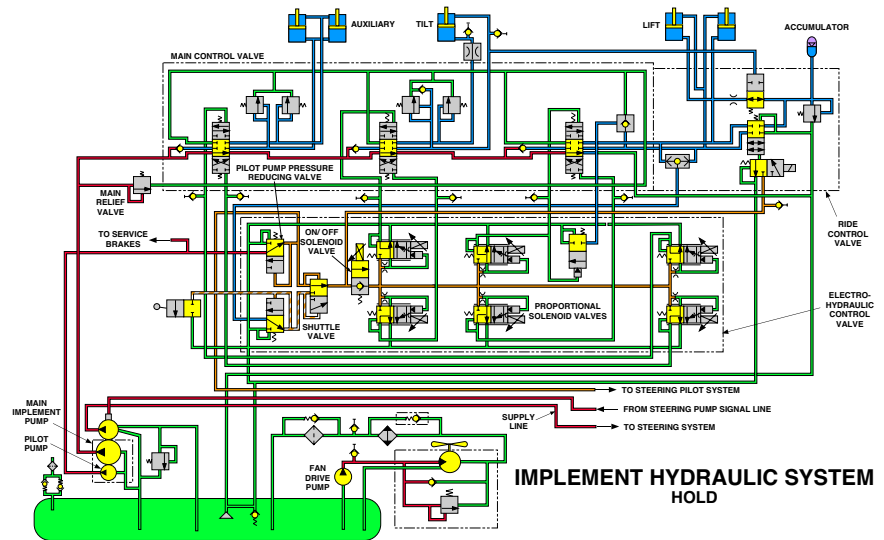 AUXILIARY
TILT
LIFT
ACCUMULATOR
MAIN CONTROL VALVE
PILOT PUMP PRESSURE
REDUCING VALVE
MAIN
RELIEF
VALVE
ON/ OFF
SOLENOID
VALVE
TO SERVICE
BRAKES
RIDE
CONTROL
VALVE
SHUTTLE
VALVE
PROPORTIONAL
SOLENOID VALVES
ELECTRO-
HYDRAULIC
CONTROL
VALVE
TO STEERING PILOT SYSTEM
MAIN
IMPLEMENT
PUMP
FROM STEERING PUMP SIGNAL LINE
SUPPLY
LINE
TO STEERING SYSTEM
PILOT
PUMP
FAN
DRIVE
PUMP
IMPLEMENT HYDRAULIC SYSTEM
HOLD